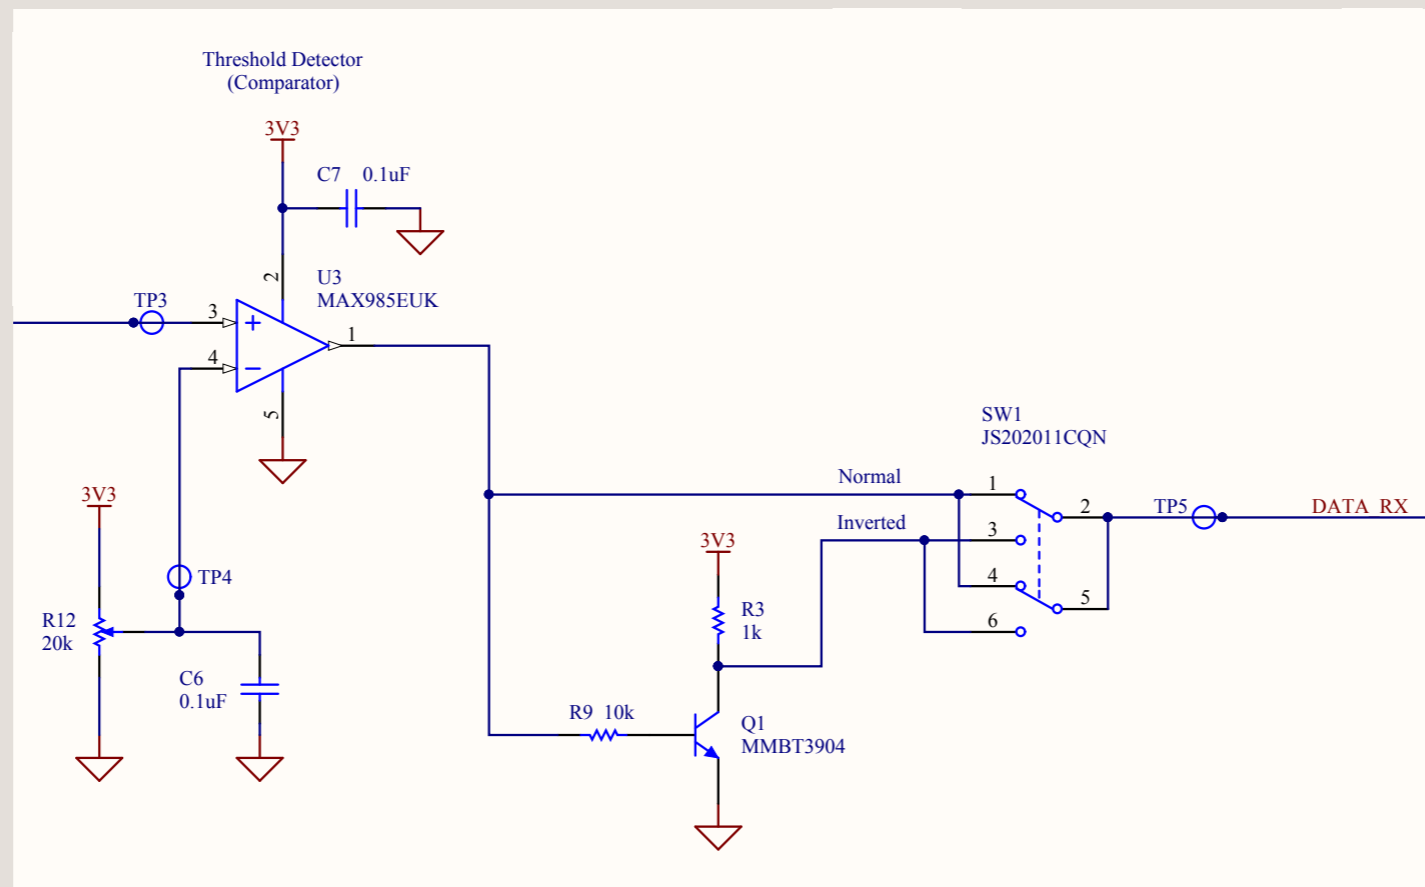 Threshold Detector
(Comparator)
3V3
C7 0.1uF
2
U3
MAX985EUK
TP3
3
+
1
4
−
5
SW1
JS202011CQN
3V3
Normal
1
2
TP5
DATA_RX
Inverted
3
3V3
TP4
4
5
R12
20k
R3
1k
6
C6
0.1uF
R9 10k
Q1
MMBT3904